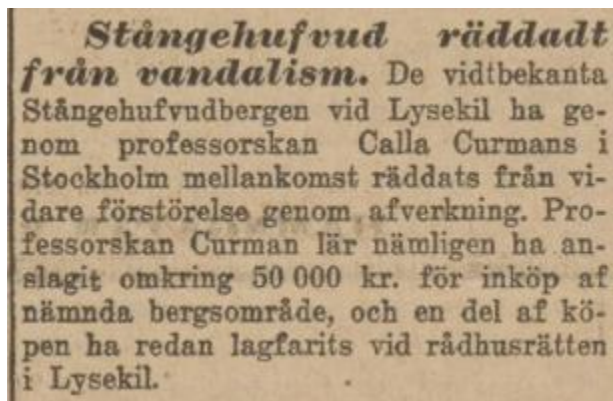 Stångehufvud räddadt
från vandalism. De vidtbekanta
Stångehufvudbergen vid Lysekil ha ge-
nom professorskan Calla Curmans i
Stockholm mellankomst räddats från vi-
dare förstörelse genom afverkning. Pro-
fessorskan Curman lär nämligen ha an-
slagit omkring 50 000 kr. för inköp af
nämnda bergsområde, och en del af kö-
pen ha redan lagfarits vid rådhusrätten
i Lysekil.